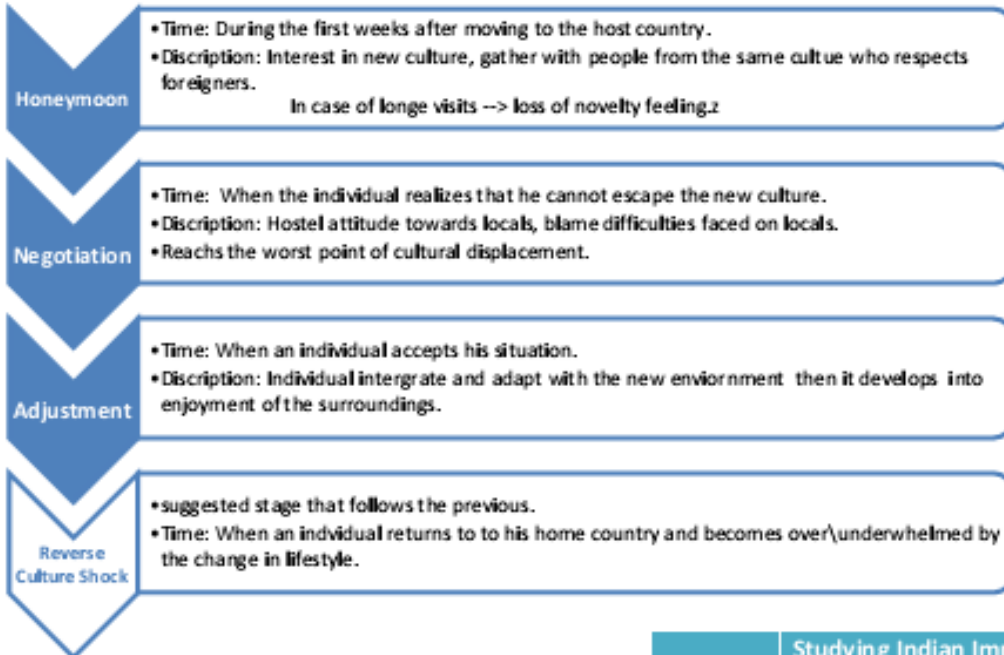 Honeymoon
•Time: During the first weeks after moving to the host country.
•Discription: Interest in new culture, gather with people from the same cultue who respects
foreigners.
In case of longe visits --> loss of novelty feeling.z
Negotiation
•Time: When the individual realizes that he cannot escape the new culture.
•Discription: Hostel attitude towards locals, blame difficulties faced on locals.
•Reachs the worst point of cultural displacement.
Adjustment
•Time: When an individual accepts his situation.
•Discription: Individual intergrate and adapt with the new enviornment then it develops into
enjoyment of the surroundings.
Reverse
Culture Shock
•suggested stage that follows the previous.
•Time: When an indvidual returns to to his home country and becomes over\underwhelmed by
the change in lifestyle.
Studying Indian